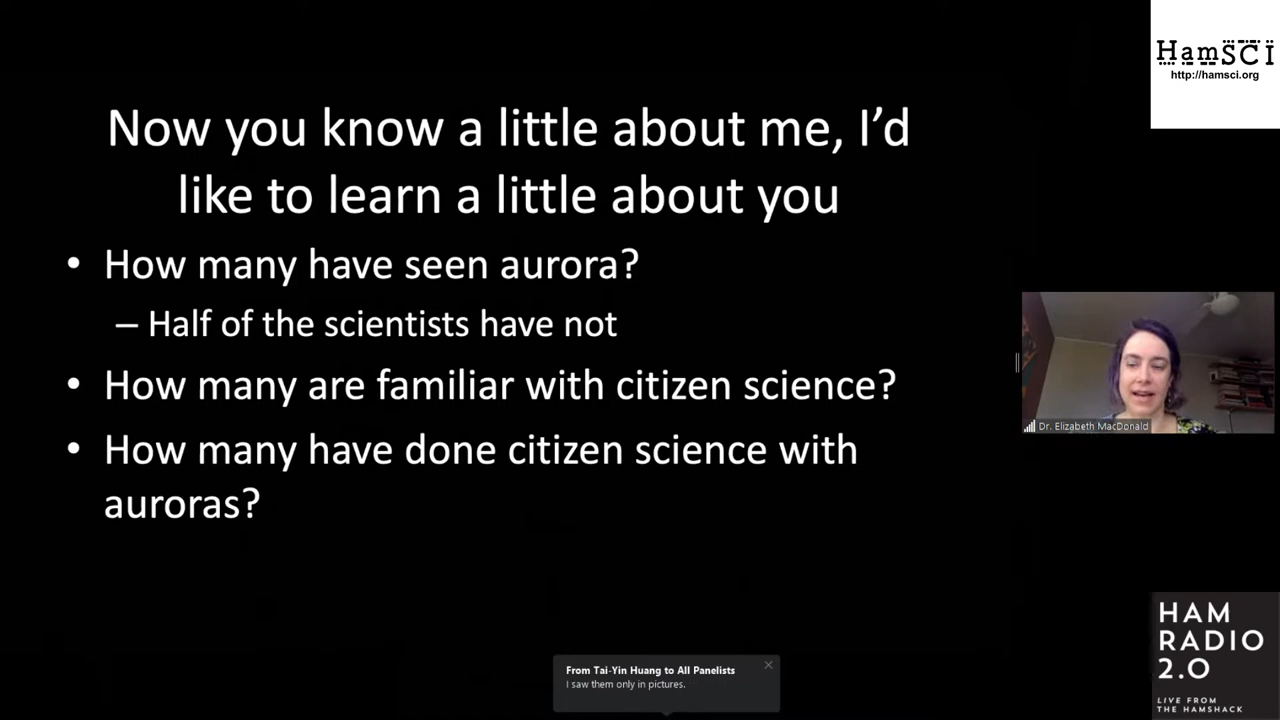 HamSCI
http://hamsci.org
Now you know a little about me, I’d
like to learn a little about you
• How many have seen aurora?
– Half of the scientists have not
• How many are familiar with citizen science?
• How many have done citizen science with
auroras?
Dr. Elizabeth MacDonald
From Tai-Yin Huang to All Panelists
I saw them only in pictures.
HAM
RADIO
2.0
LIVE FROM
THE HAMSHACK